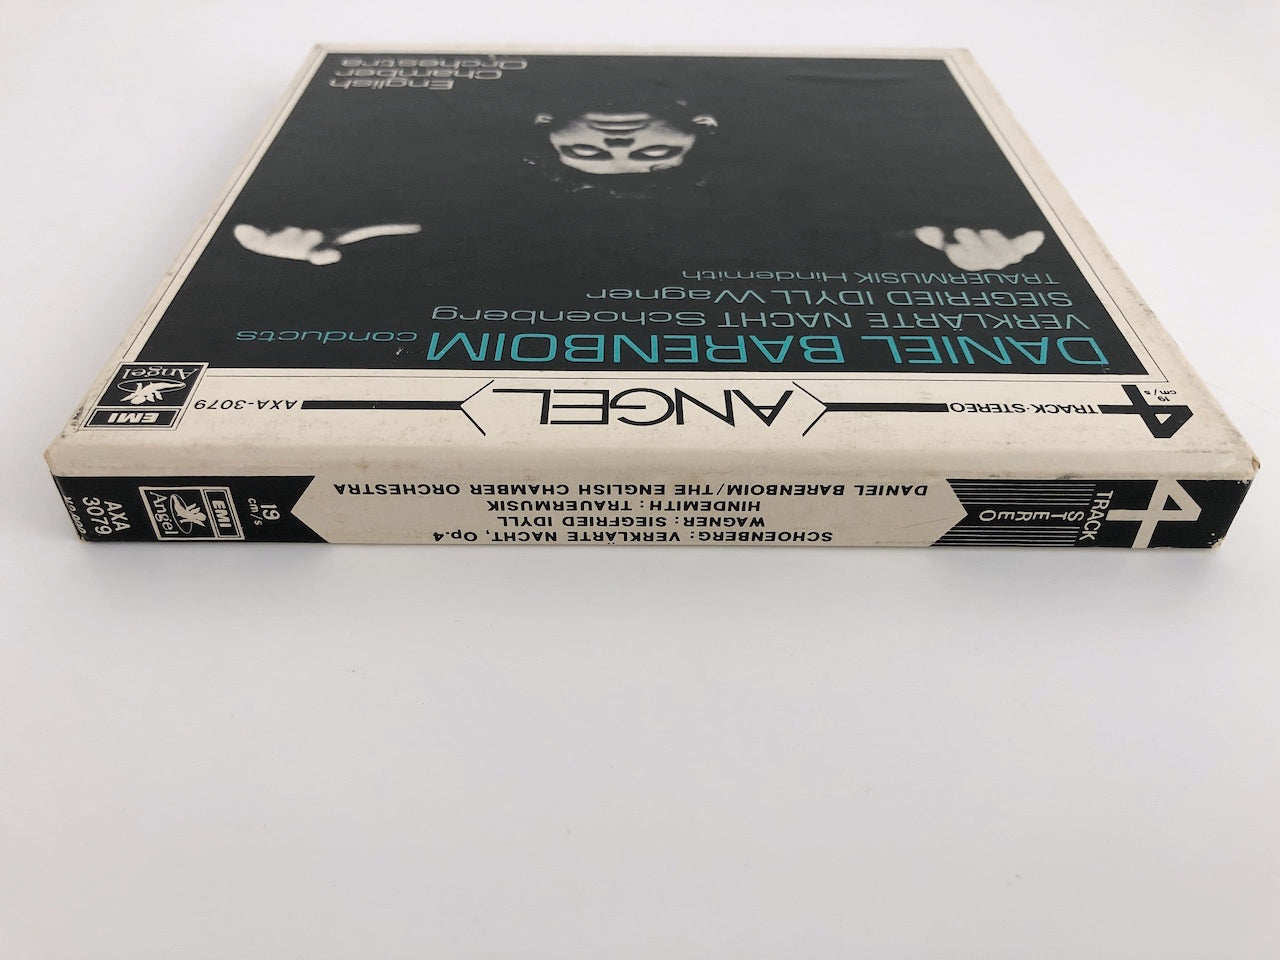 ANGEL
4
TRACK·STEREO
19
cm/s
AXA-3079
EMI
Angel
DANIEL BARENBOIM conducts
VERKLÄRTE NACHT Schoenberg
SIEGFRIED IDYLL Wagner
TRAUERMUSIK Hindemith
English
Chamber
Orchestra
4
TRACK
STEREO
SCHOENBERG: VERKLÄRTE NACHT, Op.4
WAGNER: SIEGFRIED IDYLL
HINDEMITH: TRAUERMUSIK
DANIEL BARENBOIM/THE ENGLISH CHAMBER ORCHESTRA
19
cm/s
EMI
Angel
AXA
3079